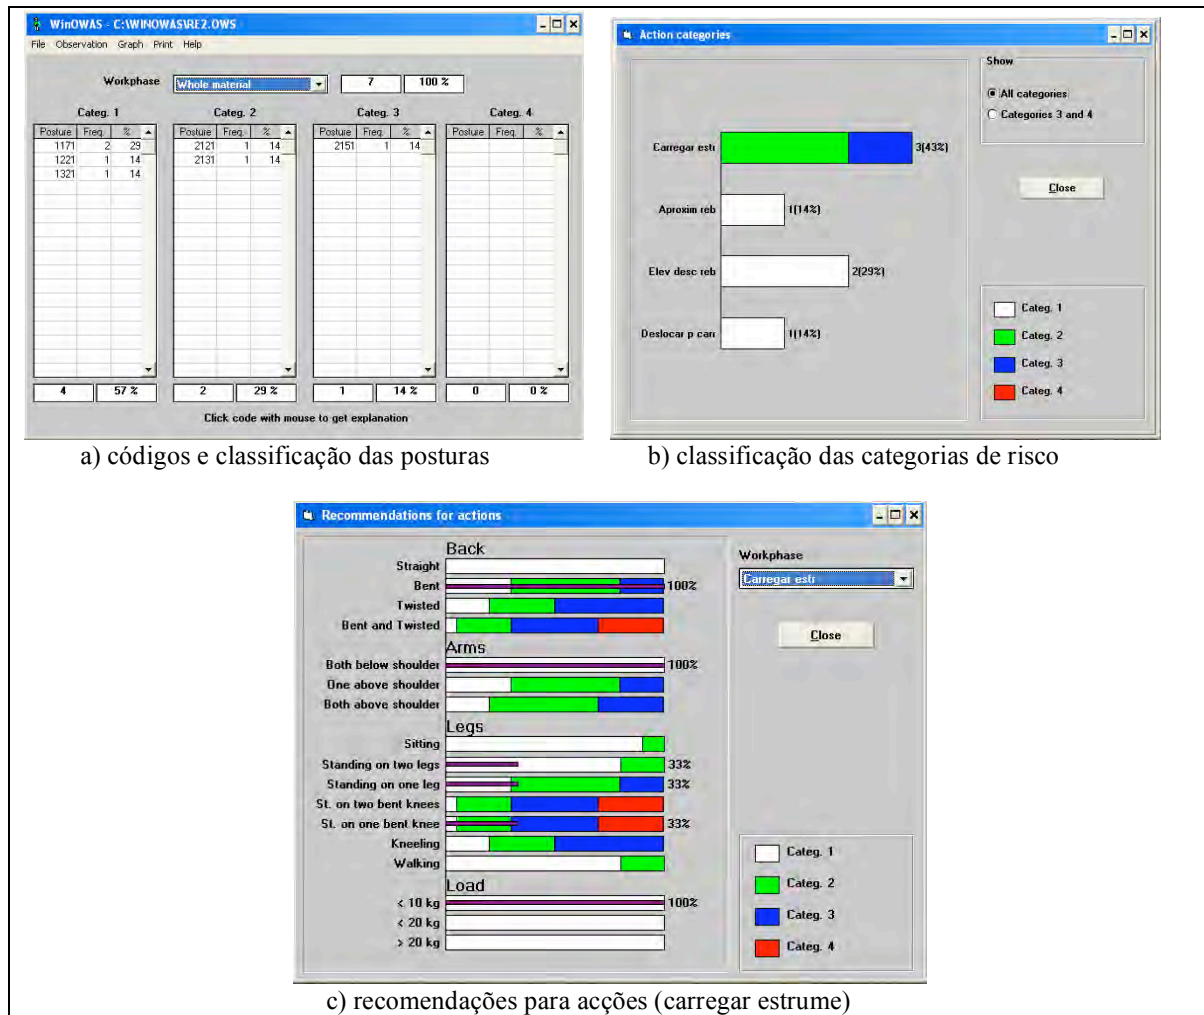 WinOWAS - C:\WINOWAS\RE2.OWS
File Observation Graph Print Help
Workphase Whole material 7 100 %
Categ. 1 Categ. 2 Categ. 3 Categ. 4
Posture Freq. % Posture Freq. % Posture Freq. % Posture Freq. %
1171 2 29 2121 1 14 2151 1 14
1221 1 14 2131 1 14
1321 1 14
4 57 % 2 29 % 1 14 % 0 0 %
Click code with mouse to get explanation
a) códigos e classificação das posturas
Action categories
Show
All categories
Categories 3 and 4
Close
Carregar estr 3(43%)
Aproxim reb 1(14%)
Elev desc reb 2(29%)
Deslocar p carr 1(14%)
Categ. 1
Categ. 2
Categ. 3
Categ. 4
b) classificação das categorias de risco
Recommendations for actions
Back
Straight
Bent 100%
Twisted
Bent and Twisted
Arms
Both below shoulder 100%
One above shoulder
Both above shoulder
Legs
Sitting
Standing on two legs 33%
Standing on one leg 33%
St. on two bent knees
St. on one bent knee 33%
Kneeling
Walking
Load
< 10 kg 100%
< 20 kg
> 20 kg
Workphase
Carregar estr
Close
Categ. 1
Categ. 2
Categ. 3
Categ. 4
c) recomendações para acções (carregar estrume)